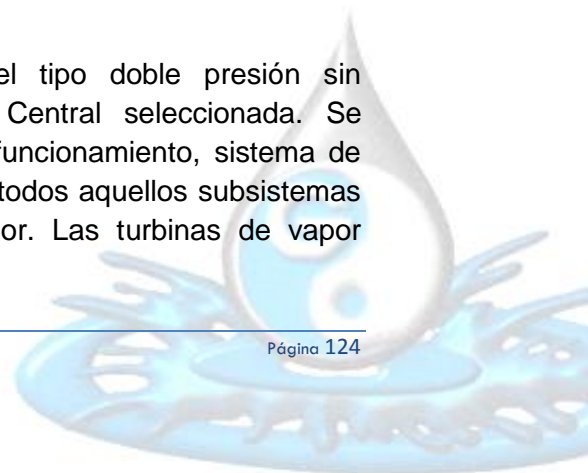 el tipo doble presión sin
Central seleccionada. Se
funcionamiento, sistema de
todos aquellos subsistemas
or. Las turbinas de vapor
Página 124